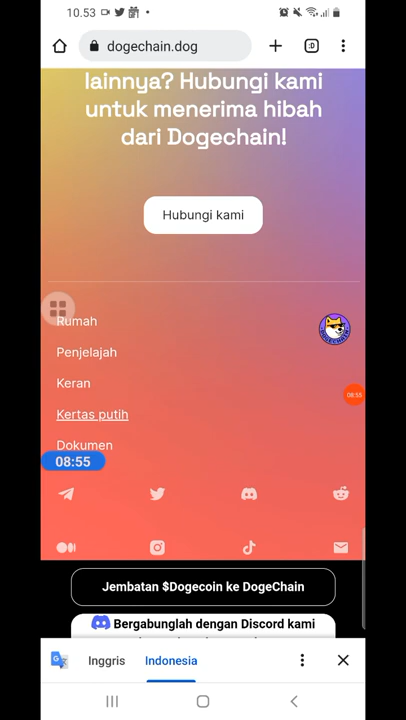 10.53
dogechain.dog
:D
lainnya? Hubungi kami
untuk menerima hibah
dari Dogechain!
Hubungi kami
Rumah
DOGECHAIN
Penjelajah
Keran
08:55
Kertas putih
Dokumen
08:55
Jembatan $Dogecoin ke DogeChain
Bergabunglah dengan Discord kami
Inggris
Indonesia